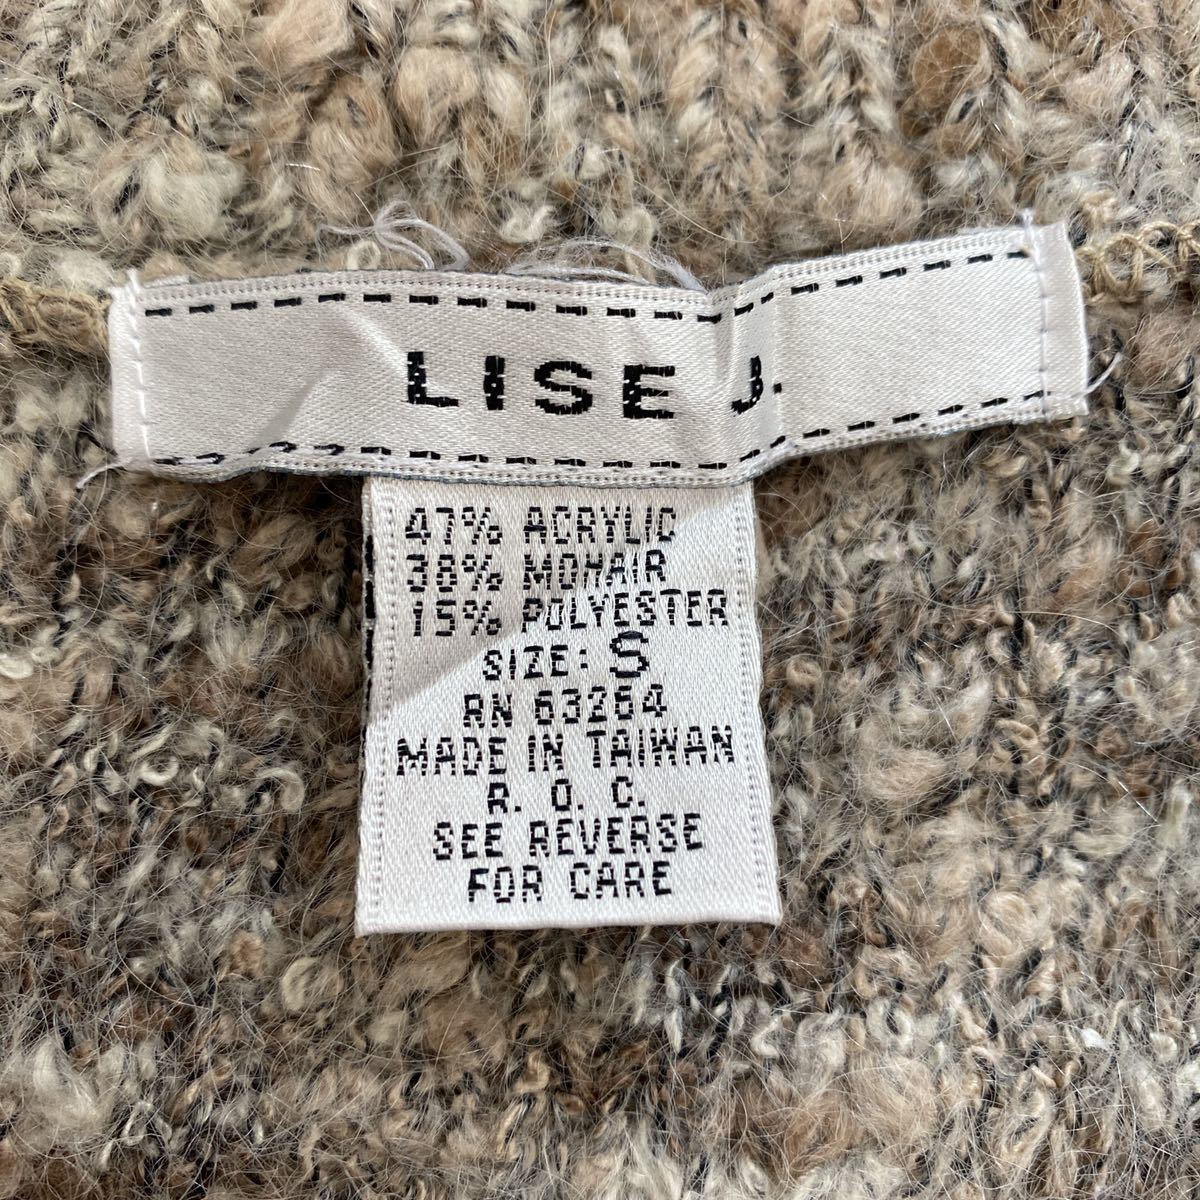 LISE J.
47% ACRYLIC
38% MOHAIR
15% POLYESTER
SIZE: S
RN 63264
MADE IN TAIWAN
R. O. C.
SEE REVERSE
FOR CARE